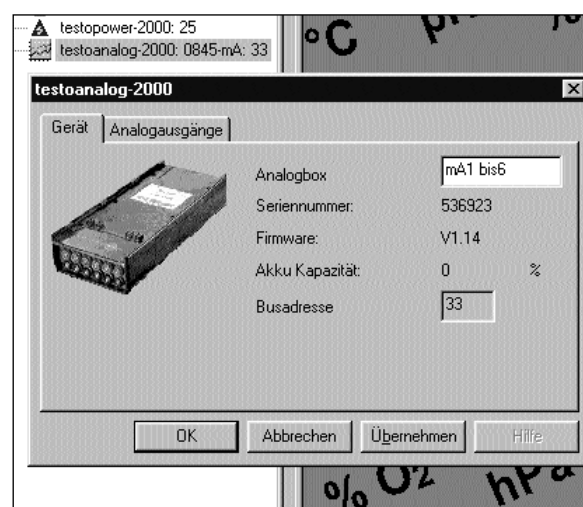 testopower-2000: 25
testoanalog-2000: 0845-mA: 33
°C
testoanalog-2000
Gerät Analogausgänge
Analogbox mA1 bis6
Seriennummer: 536923
Firmware: V1.14
Akku Kapazität: 0 %
Busadresse 33
OK Abbrechen Übernehmen Hilfe
% O2 hPa